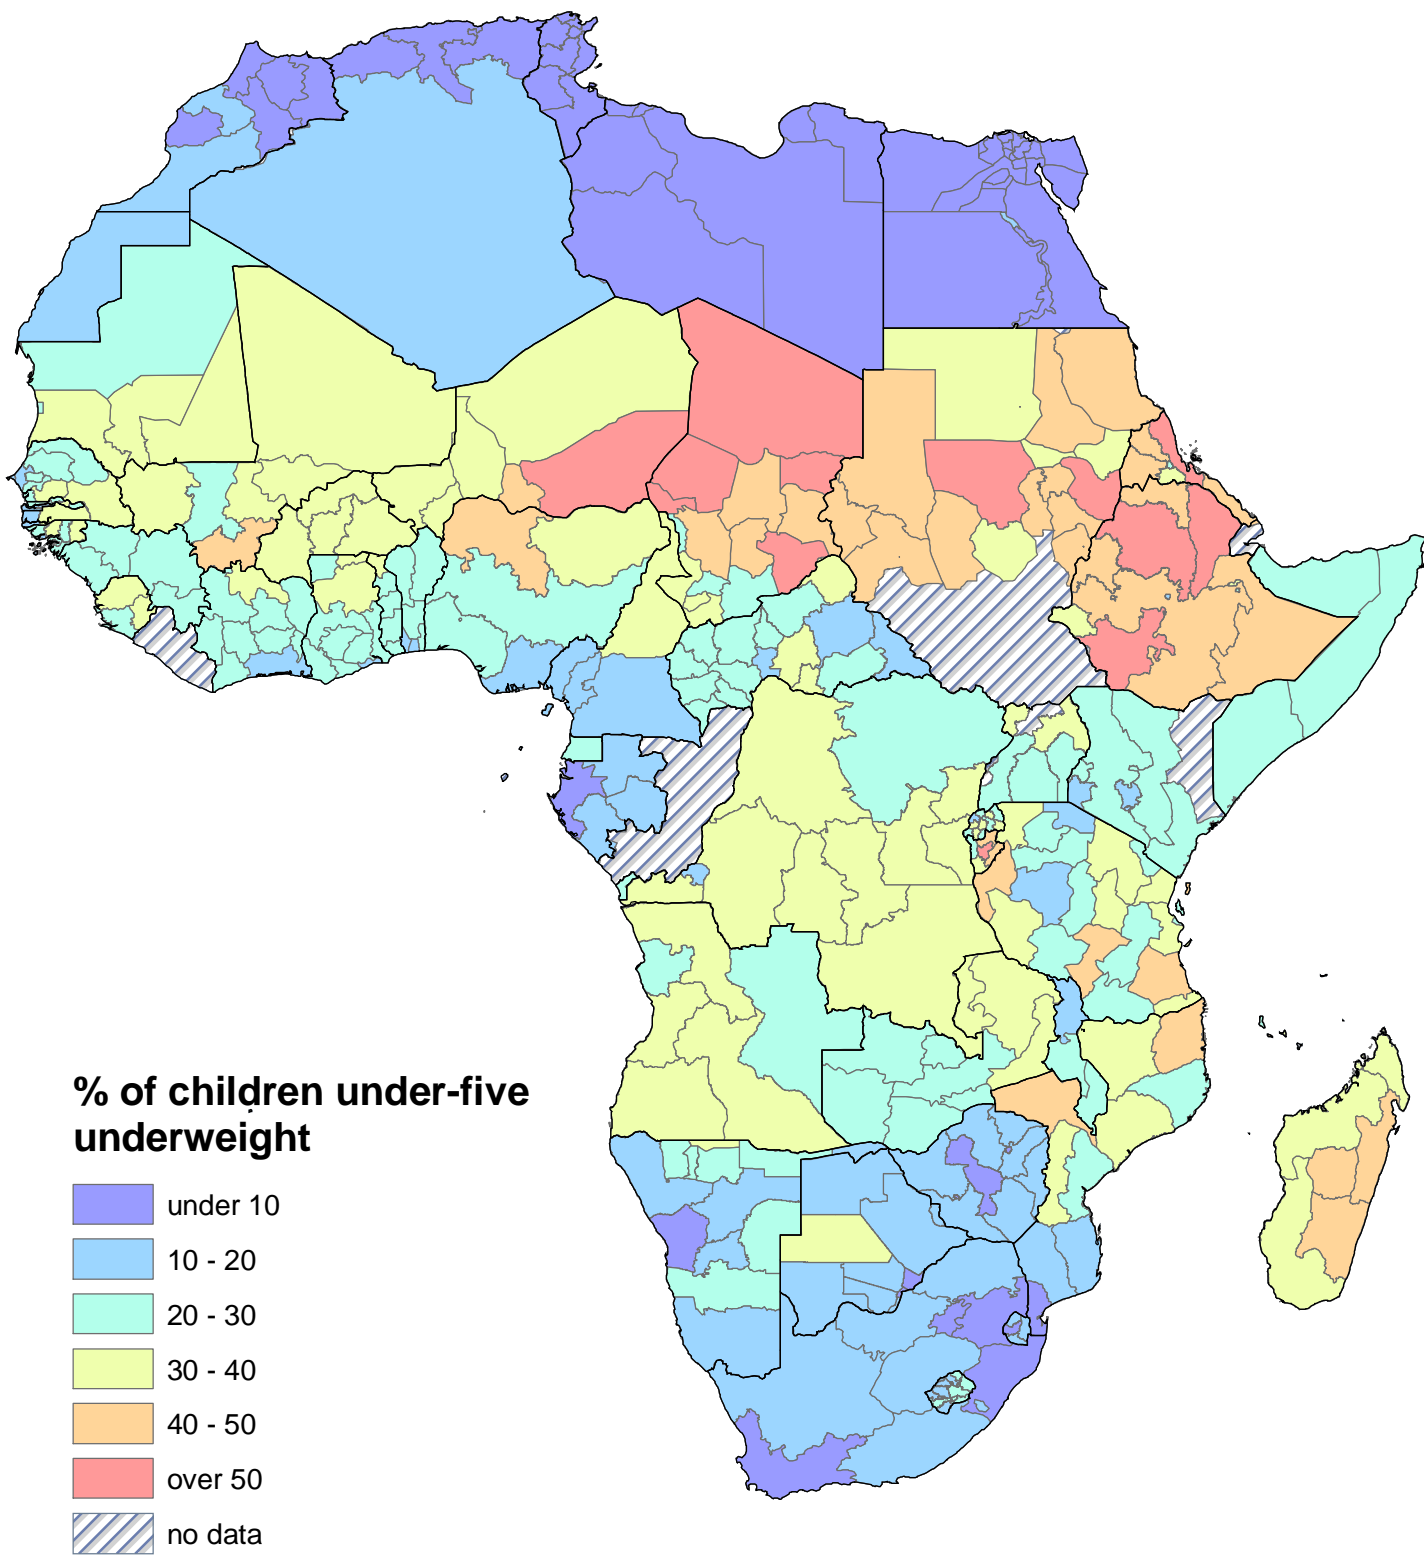 % of children under-five
underweight
under 10
10 - 20
20 - 30
30 - 40
40 - 50
over 50
no data